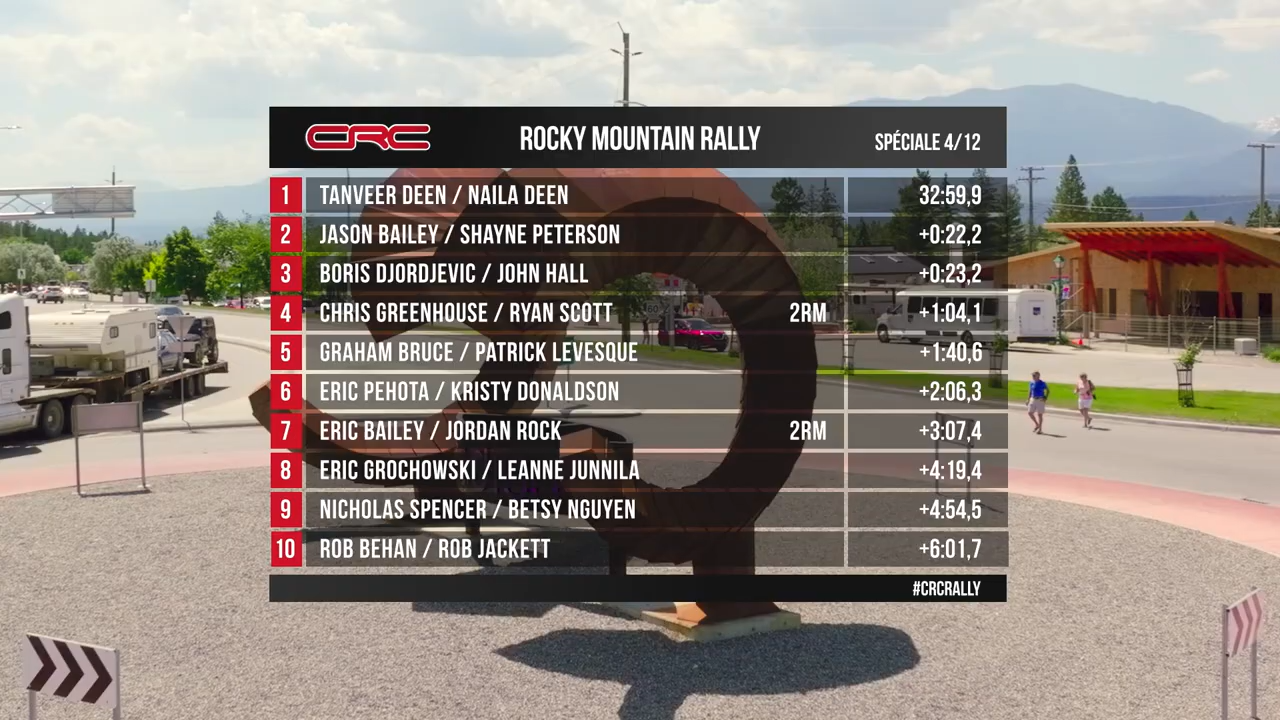 CRC ROCKY MOUNTAIN RALLY SPÉCIALE 4/12
1 TANVEER DEEN / NAILA DEEN 32:59,9
2 JASON BAILEY / SHAYNE PETERSON +0:22,2
3 BORIS DJORDJEVIC / JOHN HALL +0:23,2
4 CHRIS GREENHOUSE / RYAN SCOTT 2RM +1:04,1
5 GRAHAM BRUCE / PATRICK LEVESQUE +1:40,6
6 ERIC PEHOTA / KRISTY DONALDSON +2:06,3
7 ERIC BAILEY / JORDAN ROCK 2RM +3:07,4
8 ERIC GROCHOWSKI / LEANNE JUNNILA +4:19,4
9 NICHOLAS SPENCER / BETSY NGUYEN +4:54,5
10 ROB BEHAN / ROB JACKETT +6:01,7
#CRCRALLY